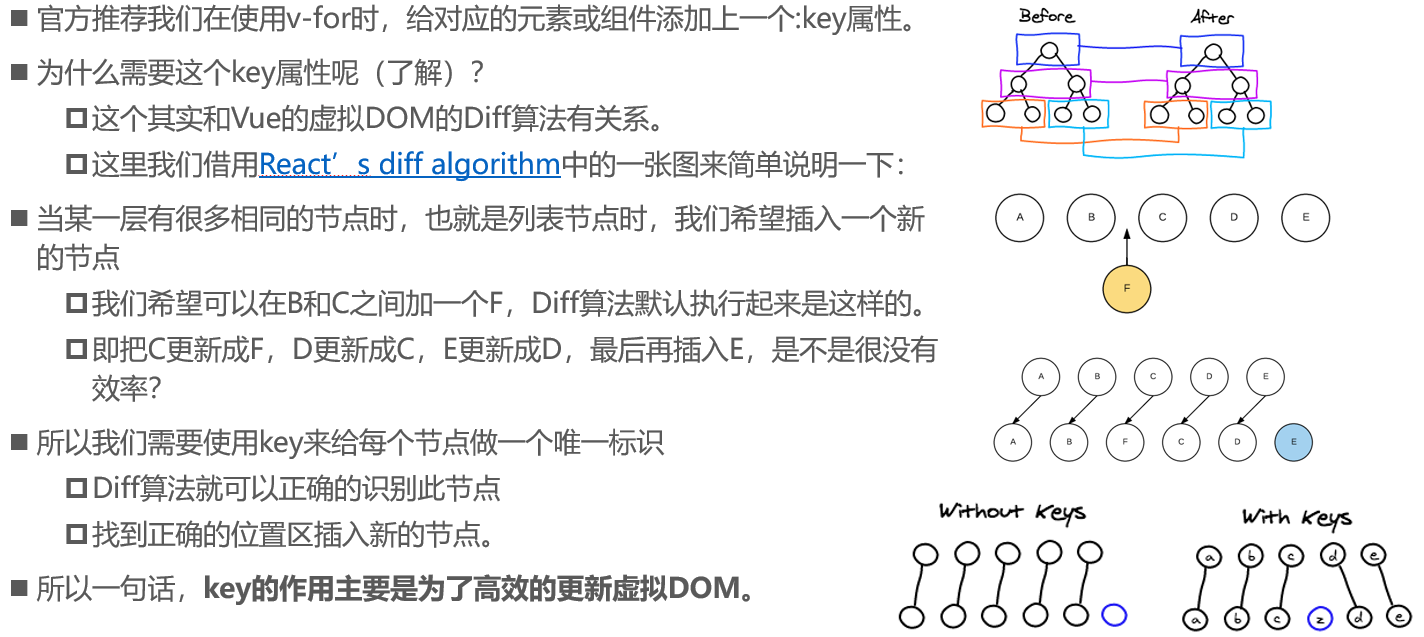 官方推荐我们在使用v-for时，给对应的元素或组件添加上一个:key属性。
为什么需要这个key属性呢（了解）？
这个其实和Vue的虚拟DOM的Diff算法有关系。
这里我们借用React’s diff algorithm中的一张图来简单说明一下：
当某一层有很多相同的节点时，也就是列表节点时，我们希望插入一个新
的节点
我们希望可以在B和C之间加一个F，Diff算法默认执行起来是这样的。
即把C更新成F，D更新成C，E更新成D，最后再插入E，是不是很没有
效率？
所以我们需要使用key来给每个节点做一个唯一标识
Diff算法就可以正确的识别此节点
找到正确的位置区插入新的节点。
所以一句话，key的作用主要是为了高效的更新虚拟DOM。
Before After
A B C D E
F
A B C D E
A B F C D E
Without Keys
With Keys
a b c d e
a b c z d e